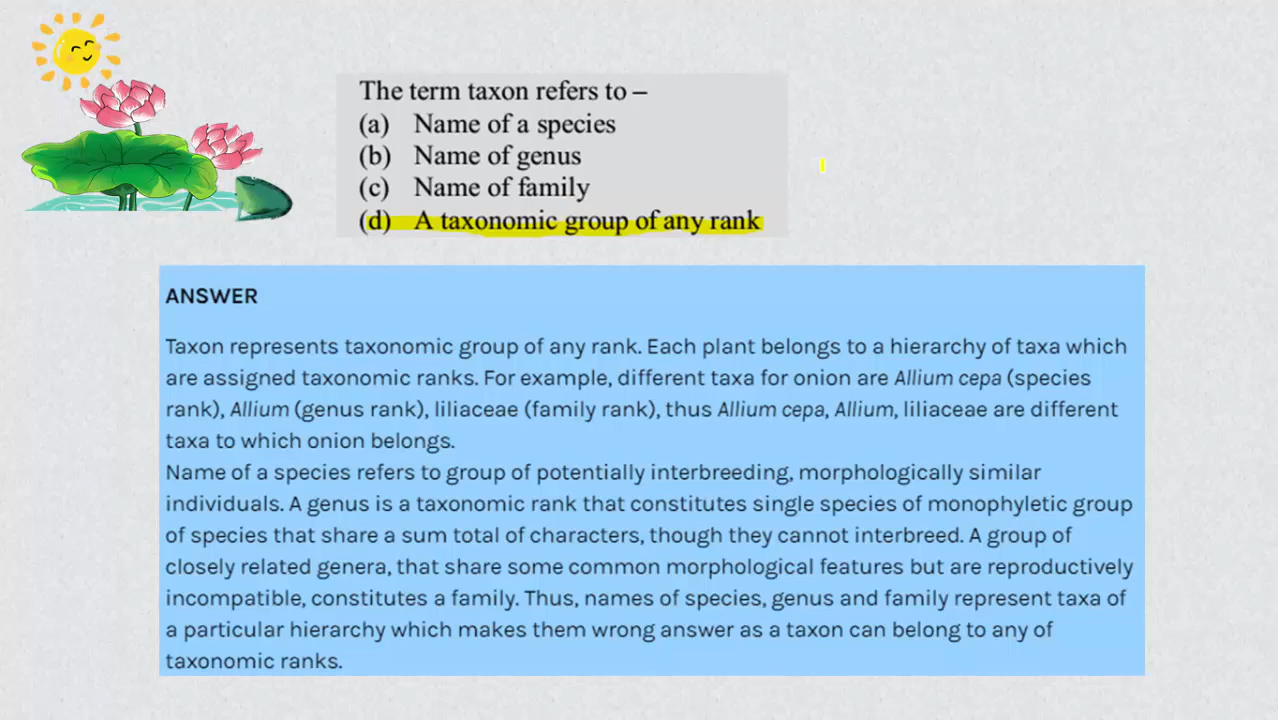 The term taxon refers to –
(a) Name of a species
(b) Name of genus
(c) Name of family
(d) A taxonomic group of any rank
ANSWER
Taxon represents taxonomic group of any rank. Each plant belongs to a hierarchy of taxa which
are assigned taxonomic ranks. For example, different taxa for onion are Allium cepa (species
rank), Allium (genus rank), liliaceae (family rank), thus Allium cepa, Allium, liliaceae are different
taxa to which onion belongs.
Name of a species refers to group of potentially interbreeding, morphologically similar
individuals. A genus is a taxonomic rank that constitutes single species of monophyletic group
of species that share a sum total of characters, though they cannot interbreed. A group of
closely related genera, that share some common morphological features but are reproductively
incompatible, constitutes a family. Thus, names of species, genus and family represent taxa of
a particular hierarchy which makes them wrong answer as a taxon can belong to any of
taxonomic ranks.